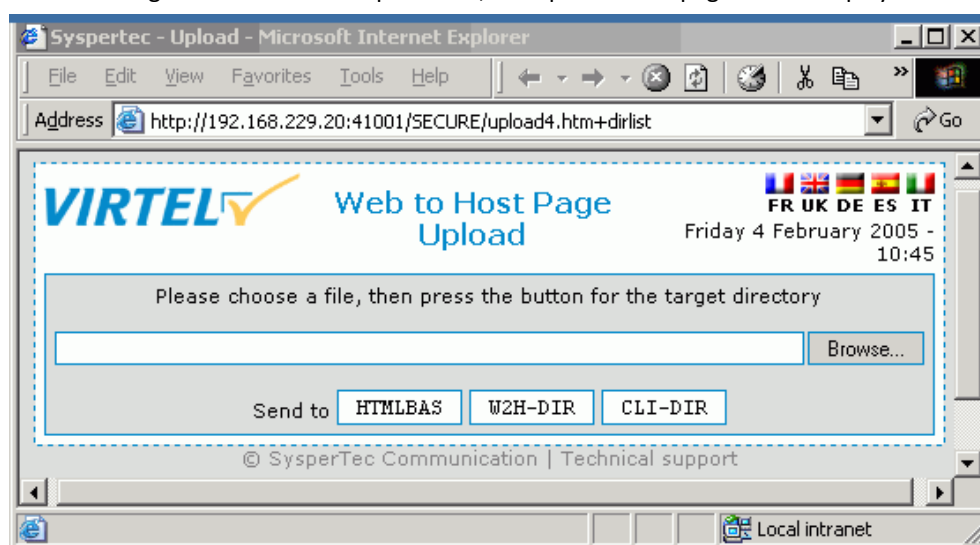 Syspertec - Upload - Microsoft Internet Explorer
File Edit View Favorites Tools Help »
Address http://192.168.229.20:41001/SECURE/upload4.htm+dirlist Go
VIRTEL
Web to Host Page
Upload
FR UK DE ES IT
Friday 4 February 2005 -
10:45
Please choose a file, then press the button for the target directory
Browse...
Send to HTMLBAS W2H-DIR CLI-DIR
© SysperTec Communication | Technical support
Local intranet